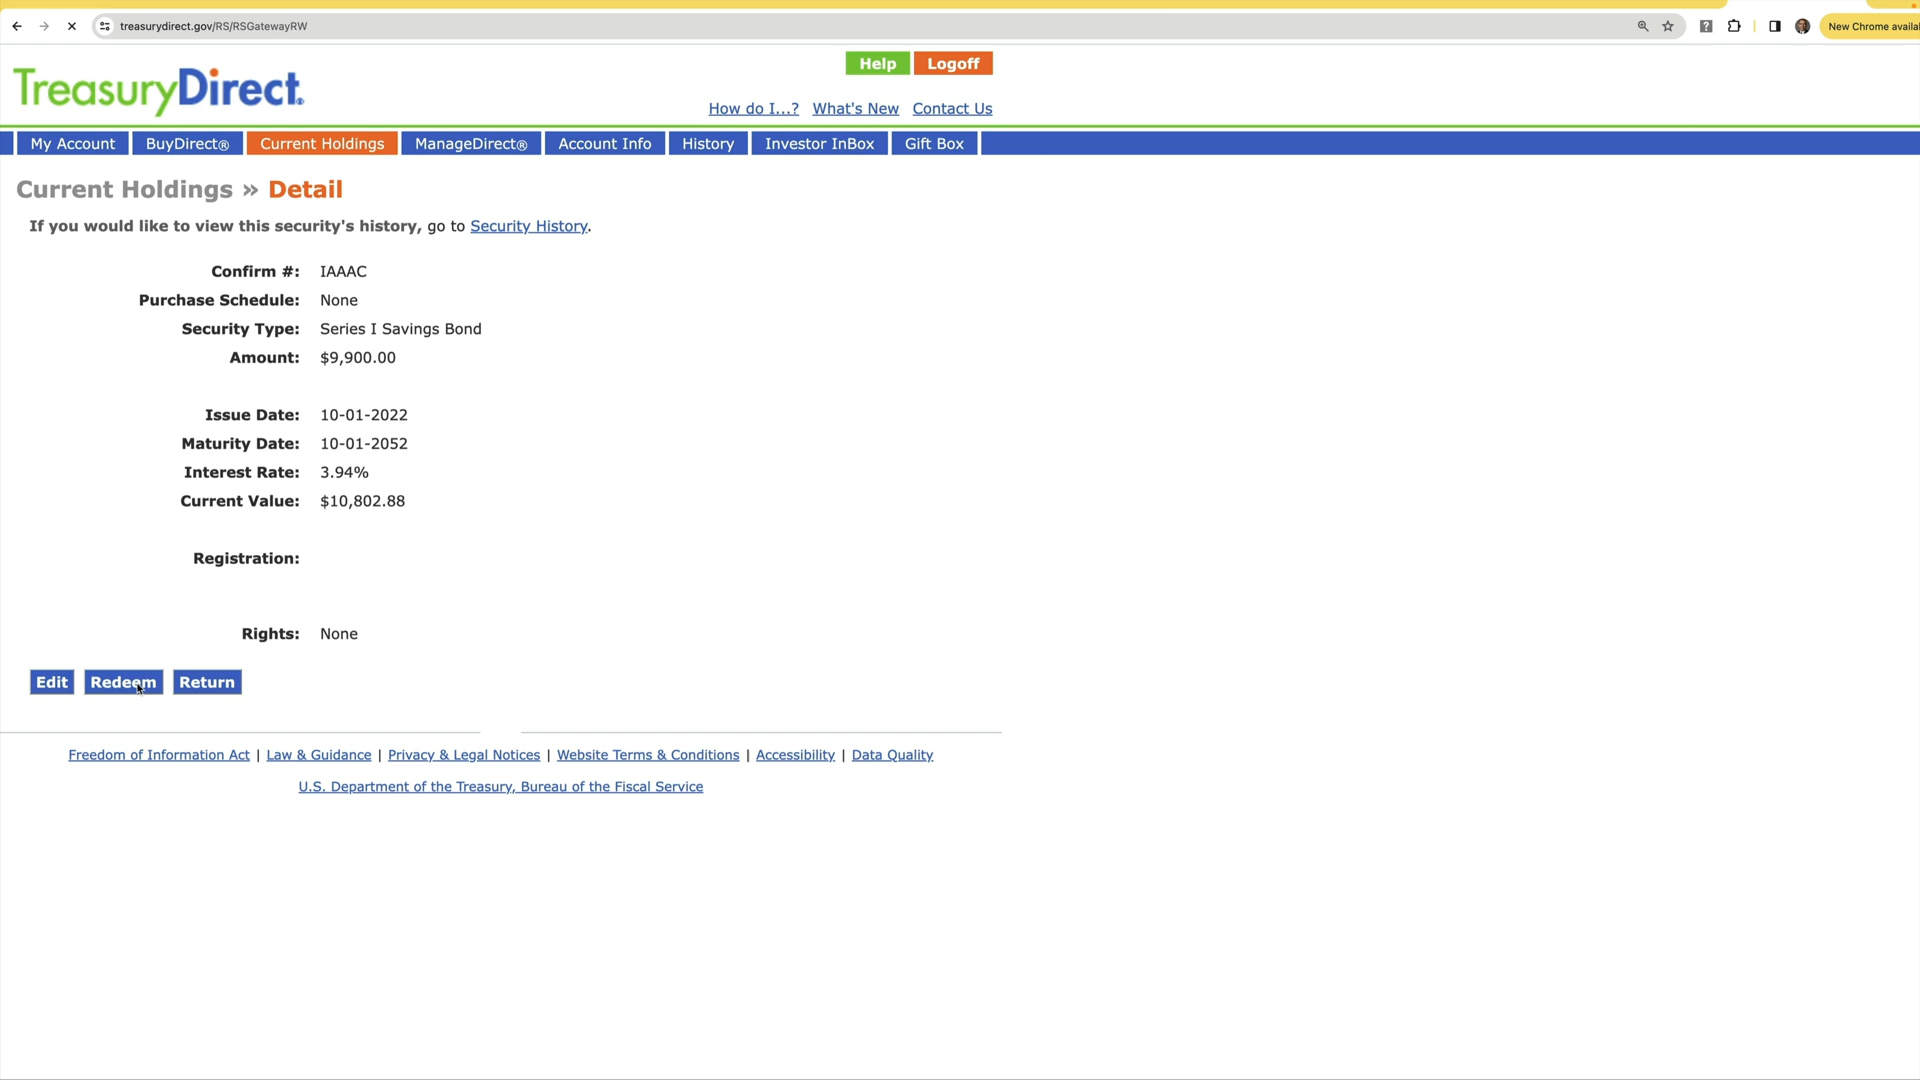 treasurydirect.gov/RS/RSGatewayRW
New Chrome availa
Help Logoff
TreasuryDirect.
How do I...? What's New Contact Us
My Account BuyDirect® Current Holdings ManageDirect® Account Info History Investor InBox Gift Box
Current Holdings » Detail
If you would like to view this security's history, go to Security History.
Confirm #: IAAAC
Purchase Schedule: None
Security Type: Series I Savings Bond
Amount: $9,900.00
Issue Date: 10-01-2022
Maturity Date: 10-01-2052
Interest Rate: 3.94%
Current Value: $10,802.88
Registration:
Rights: None
Edit Redeem Return
Freedom of Information Act | Law & Guidance | Privacy & Legal Notices | Website Terms & Conditions | Accessibility | Data Quality
U.S. Department of the Treasury, Bureau of the Fiscal Service